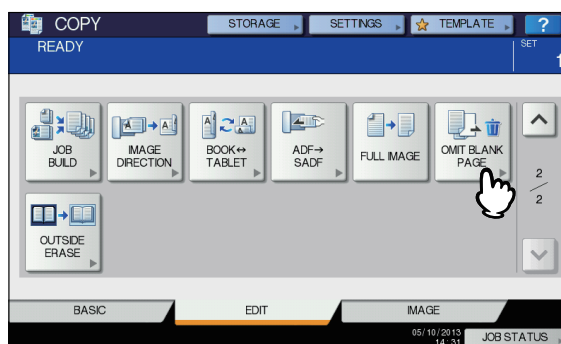 COPY
STORAGE
SETTINGS
TEMPLATE
?
READY
SET
1
JOB
BUILD
IMAGE
DIRECTION
BOOK↔
TABLET
ADF→
SADF
FULL IMAGE
OMIT BLANK
PAGE
2
2
OUTSIDE
ERASE
BASIC
EDIT
IMAGE
05/10/2013
14:31
JOB STATUS